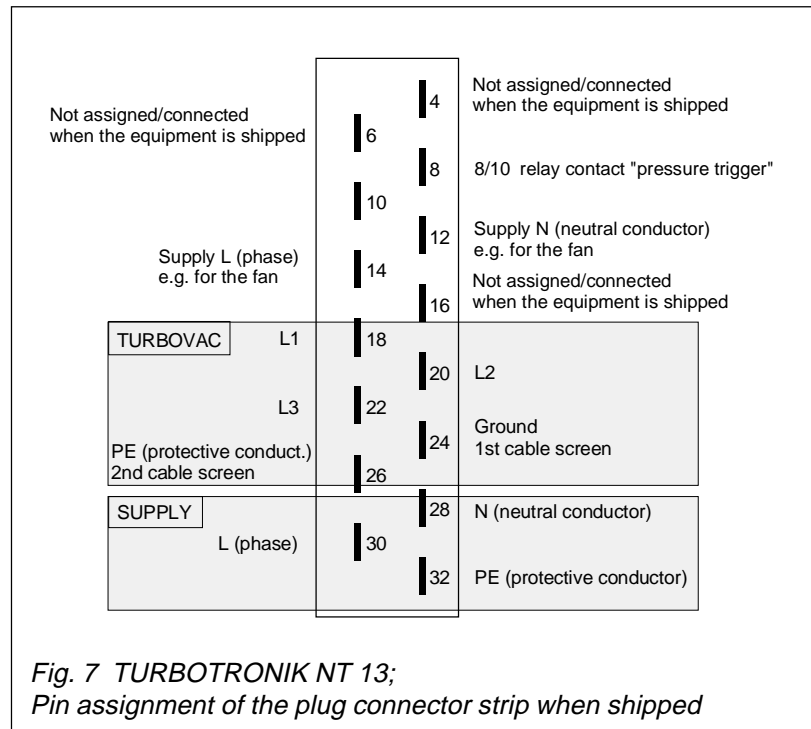 4
Not assigned/connected
when the equipment is shipped
Not assigned/connected
when the equipment is shipped
6
8
8/10 relay contact "pressure trigger"
10
12
Supply N (neutral conductor)
e.g. for the fan
Supply L (phase)
e.g. for the fan
14
16
Not assigned/connected
when the equipment is shipped
TURBOVAC
L1
18
20
L2
L3
22
24
Ground
1st cable screen
PE (protective conduct.)
2nd cable screen
26
SUPPLY
28
N (neutral conductor)
L (phase)
30
32
PE (protective conductor)
Fig. 7 TURBOTRONIK NT 13;
Pin assignment of the plug connector strip when shipped